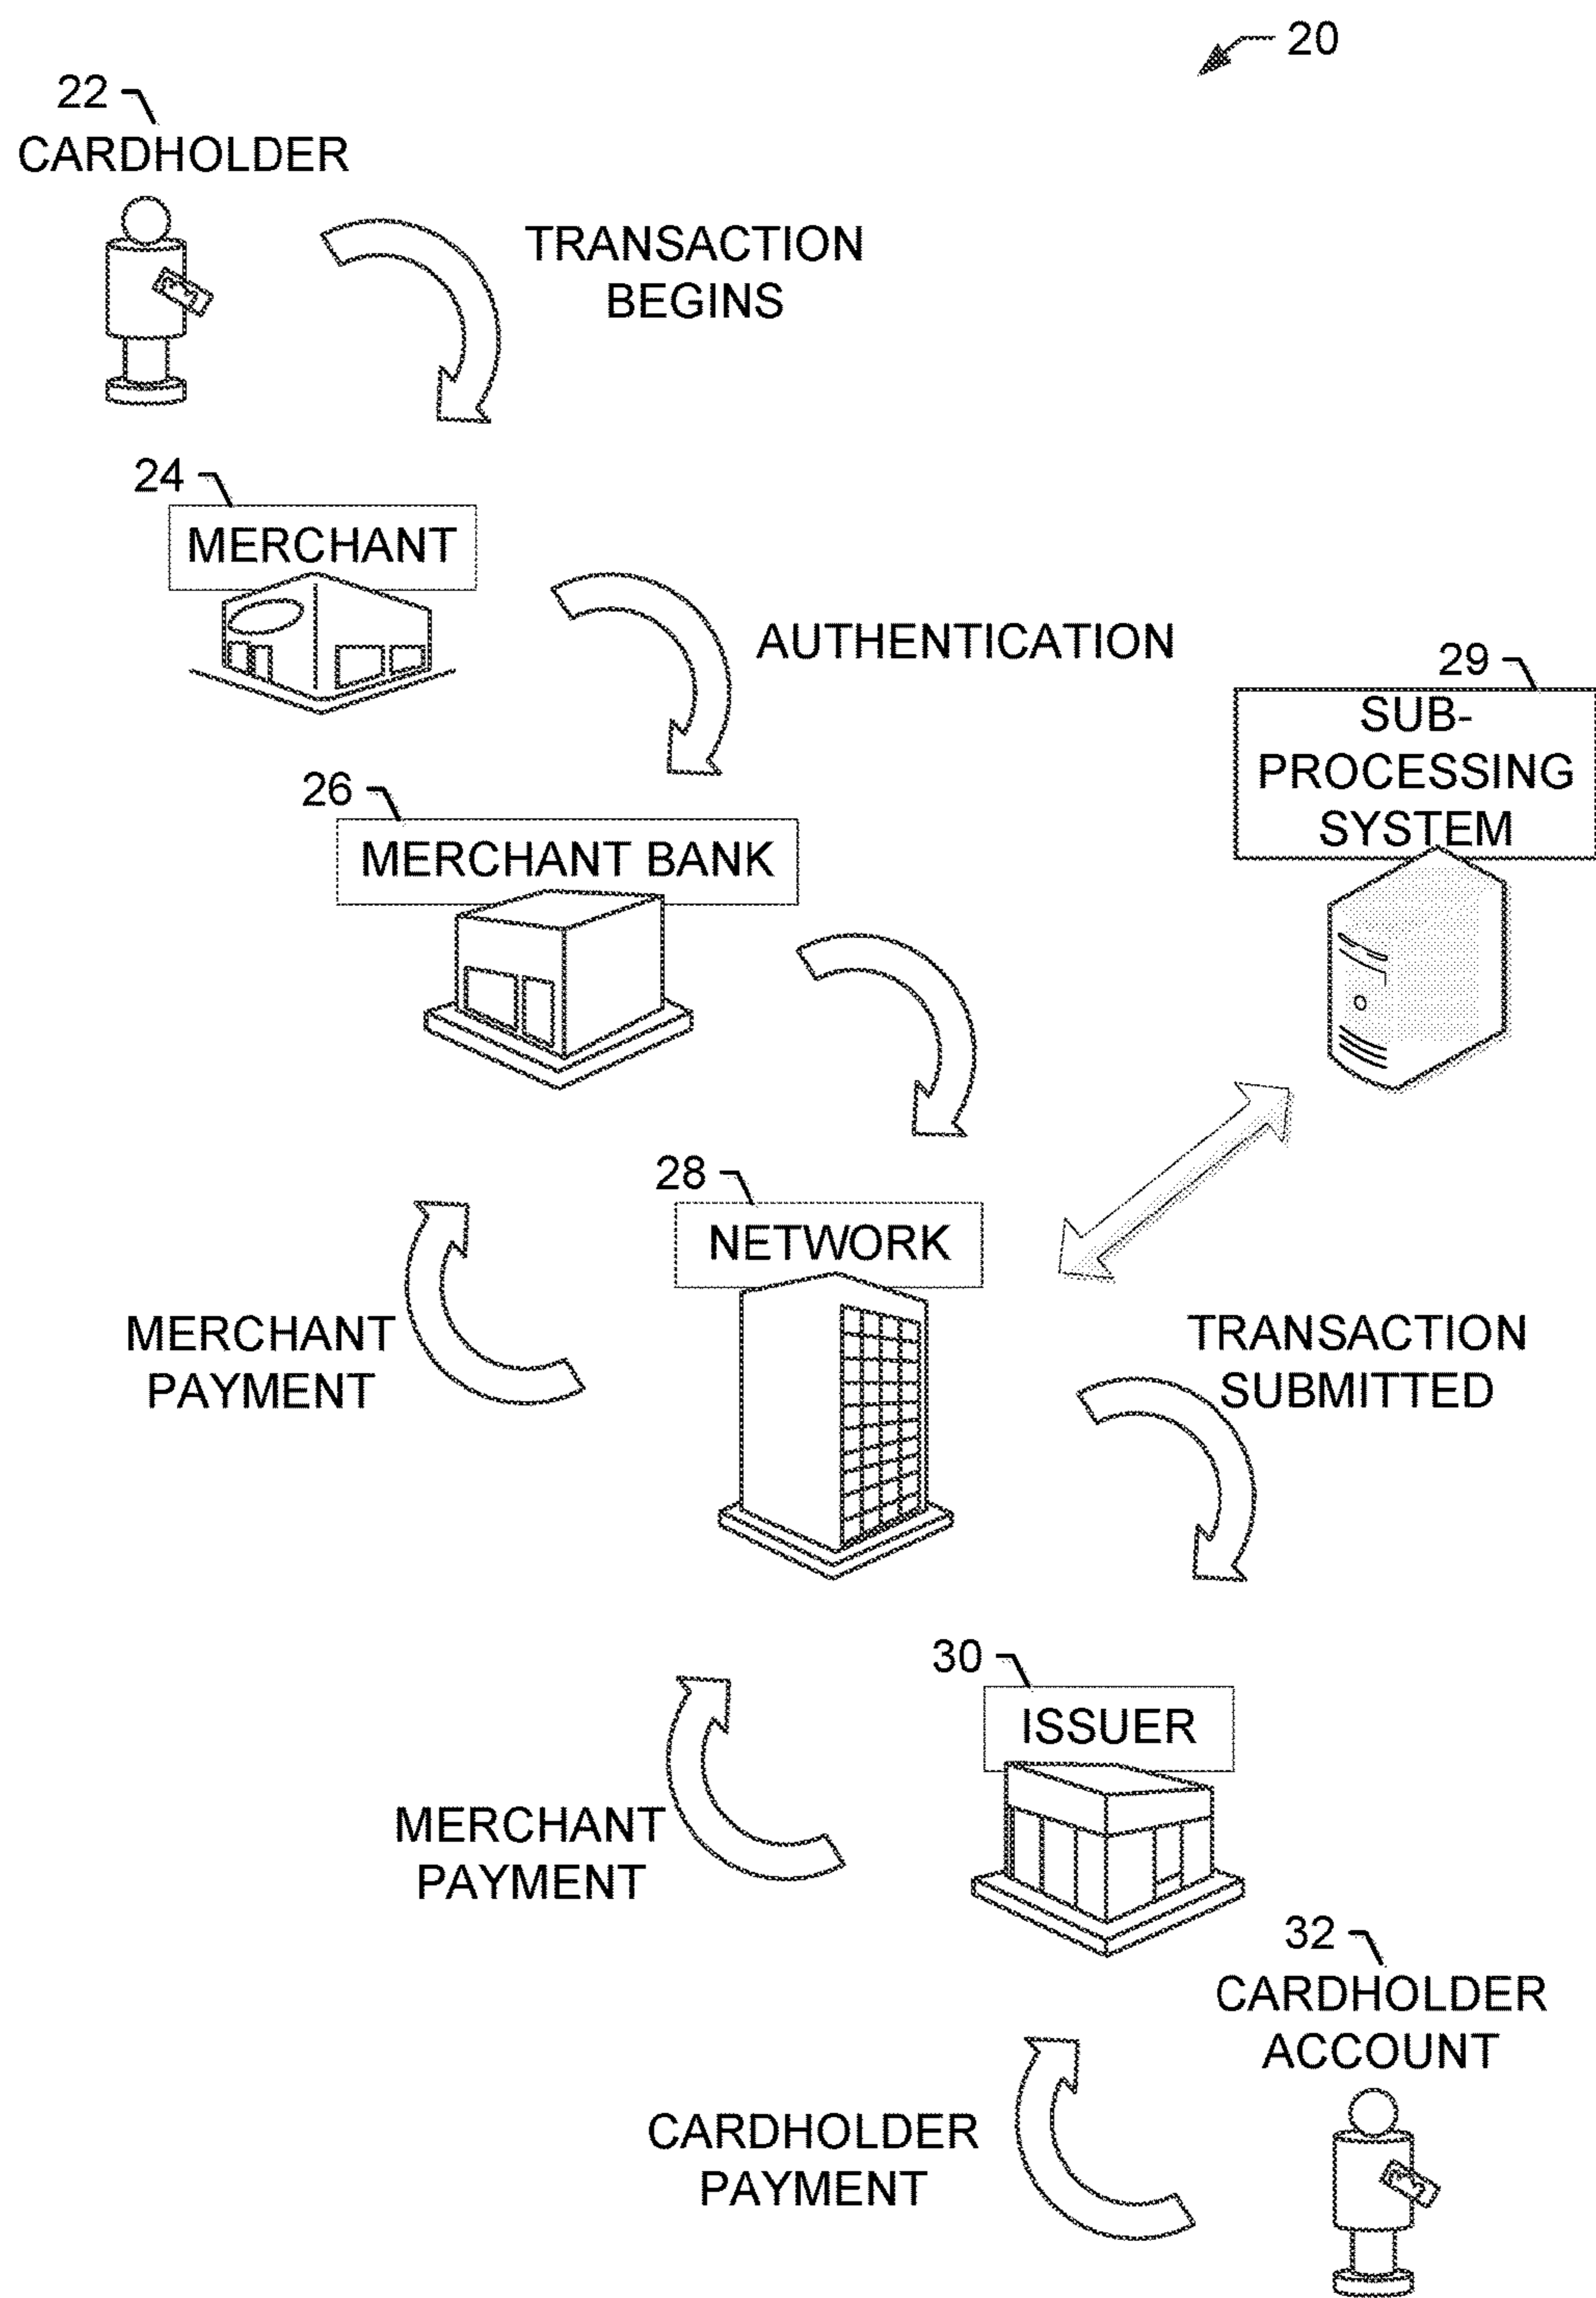 20
22
CARDHOLDER
TRANSACTION
BEGINS
24
MERCHANT
AUTHENTICATION
29
SUB-
PROCESSING
SYSTEM
26
MERCHANT BANK
28
NETWORK
MERCHANT
PAYMENT
TRANSACTION
SUBMITTED
30
ISSUER
MERCHANT
PAYMENT
32
CARDHOLDER
ACCOUNT
CARDHOLDER
PAYMENT